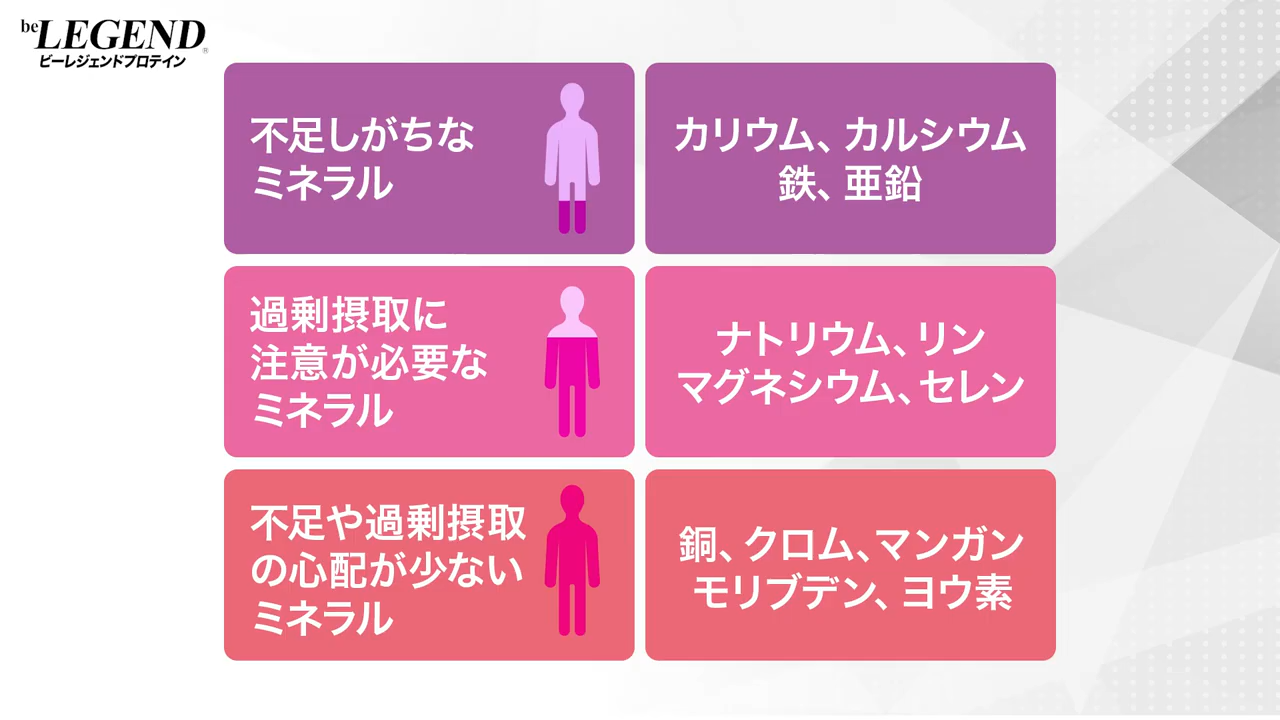 beLEGEND®
ビーレジェンドプロテイン
不足しがちな
ミネラル
カリウム、カルシウム
鉄、亜鉛
過剰摂取に
注意が必要な
ミネラル
ナトリウム、リン
マグネシウム、セレン
不足や過剰摂取
の心配が少ない
ミネラル
銅、クロム、マンガン
モリブデン、ヨウ素